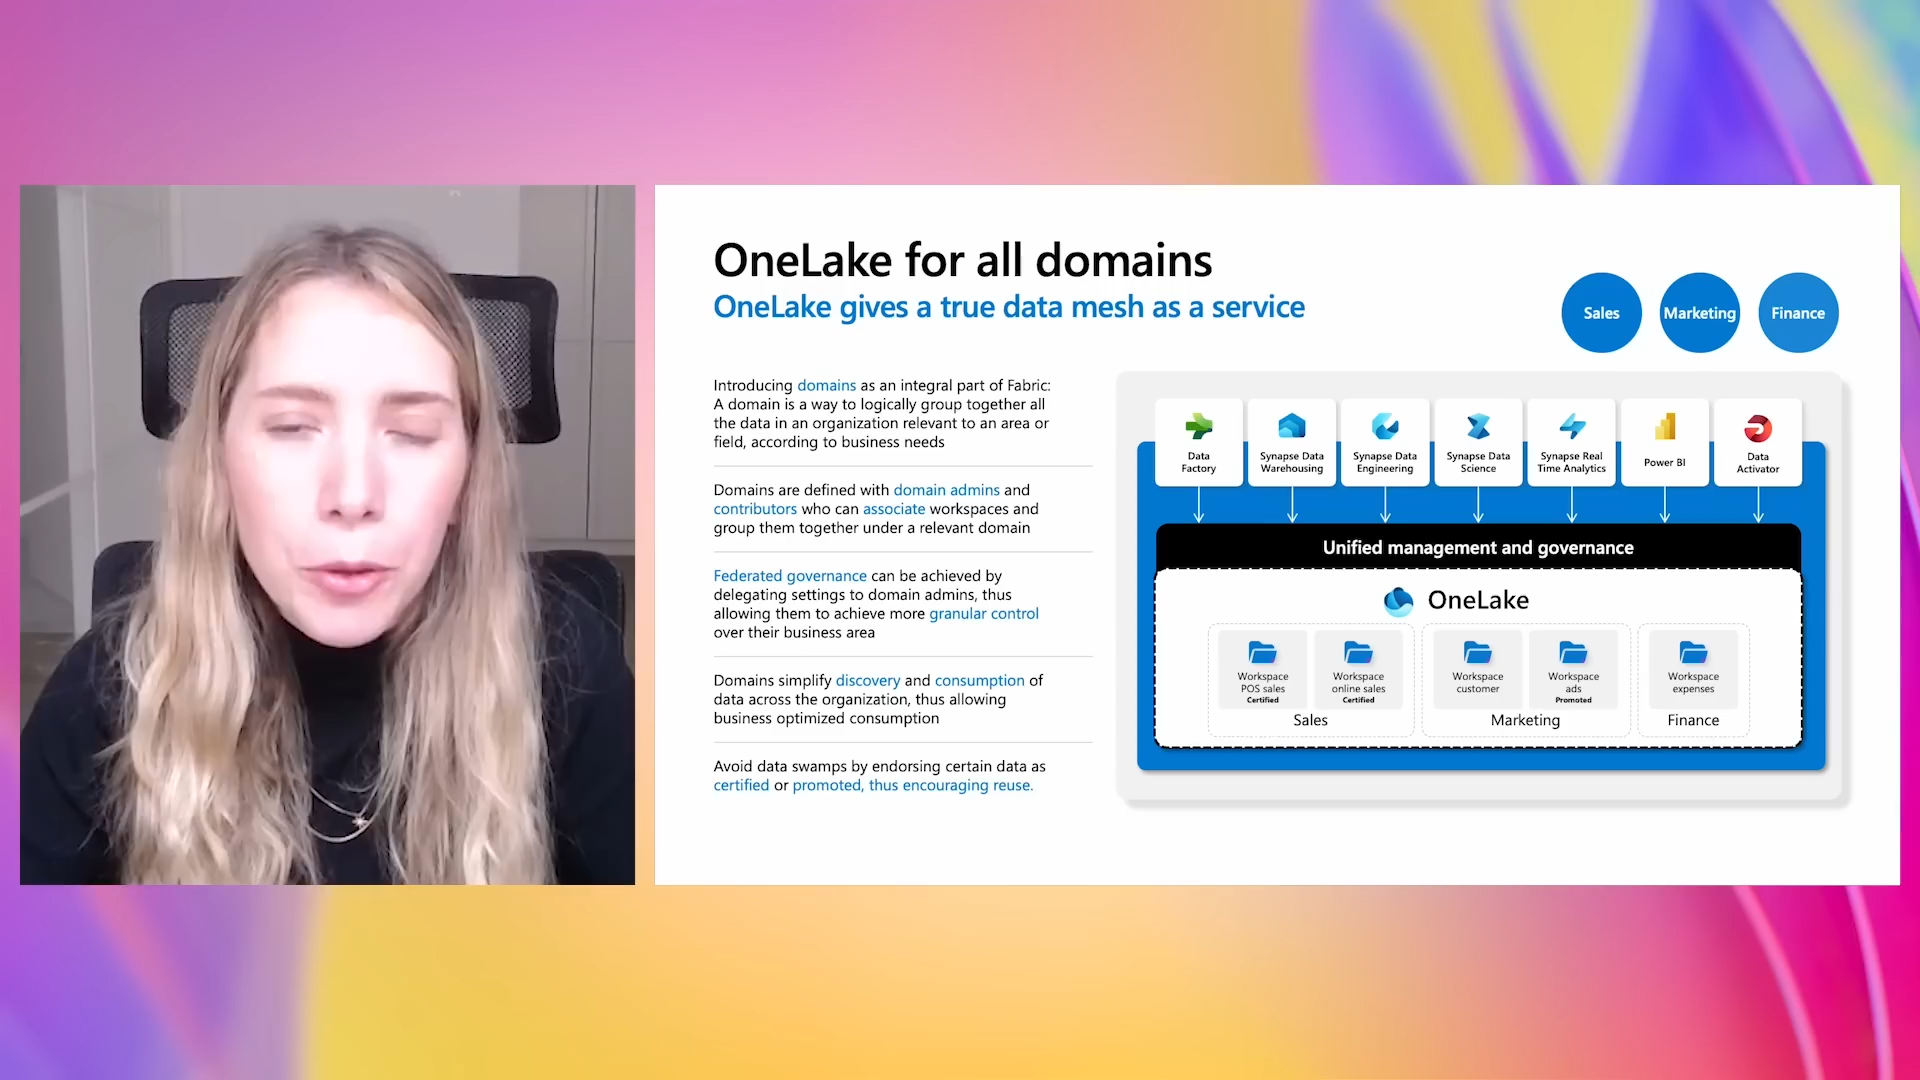 OneLake for all domains
OneLake gives a true data mesh as a service
Sales
Marketing
Finance
Introducing domains as an integral part of Fabric:
A domain is a way to logically group together all
the data in an organization relevant to an area or
field, according to business needs
Domains are defined with domain admins and
contributors who can associate workspaces and
group them together under a relevant domain
Federated governance can be achieved by
delegating settings to domain admins, thus
allowing them to achieve more granular control
over their business area
Domains simplify discovery and consumption of
data across the organization, thus allowing
business optimized consumption
Avoid data swamps by endorsing certain data as
certified or promoted, thus encouraging reuse.
Data
Factory
Synapse Data
Warehousing
Synapse Data
Engineering
Synapse Data
Science
Synapse Real
Time Analytics
Power BI
Data
Activator
Unified management and governance
OneLake
Workspace
POS sales
Certified
Workspace
online sales
Certified
Sales
Workspace
customer
Workspace
ads
Promoted
Marketing
Workspace
expenses
Finance